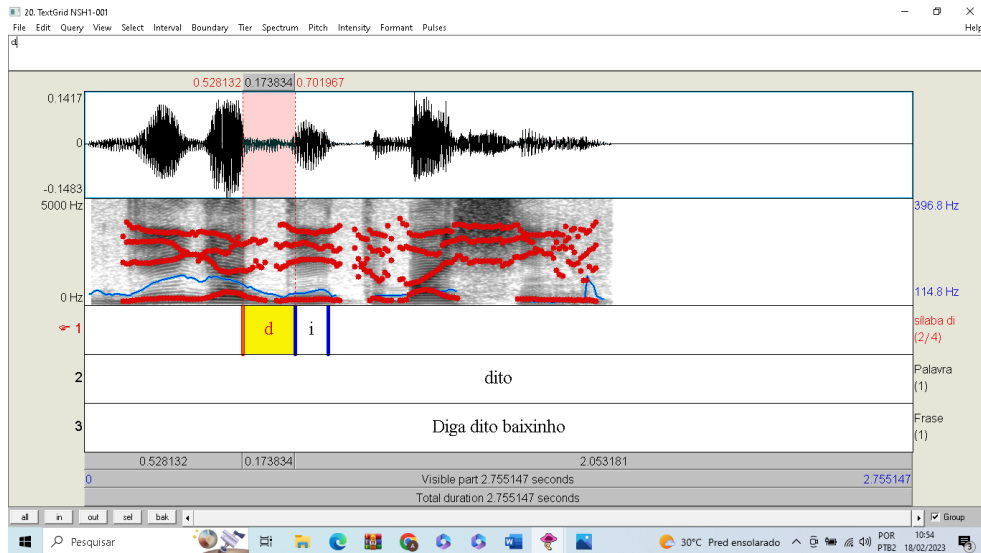 20. TextGrid NSH1-001
File Edit Query View Select Interval Boundary Tier Spectrum Pitch Intensity Formant Pulses Help
d
0.528132 0.173834 0.701967
0.1417
0
-0.1483
5000 Hz 396.8 Hz
0 Hz 114.8 Hz
1 d i sílaba di
(2/4)
2 dito Palavra
(1)
3 Diga dito baixinho Frase
(1)
0.528132 0.173834 2.053181
0 Visible part 2.755147 seconds 2.755147
Total duration 2.755147 seconds
all in out sel bak Group
Pesquisar 30°C Pred ensolarado POR 10:54
PTB2 18/02/2023